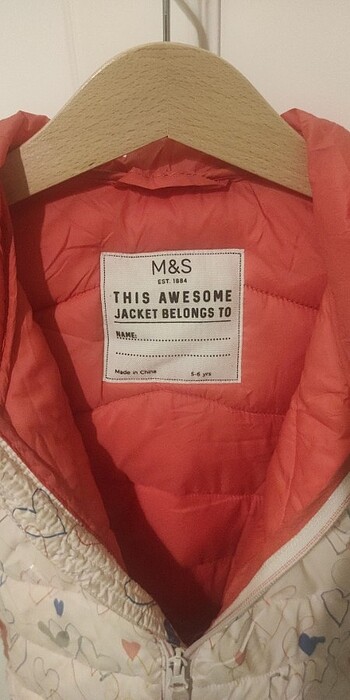 M&S
EST. 1884
THIS AWESOME
JACKET BELONGS TO
NAME:
Made in China 5-6 yrs